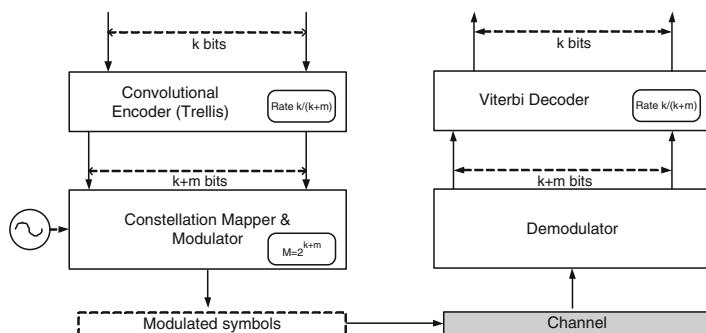 k bits
Convolutional
Encoder (Trellis)
Rate k/(k+m)
k+m bits
Constellation Mapper &
Modulator
M=2^{k+m}
Modulated symbols
k bits
Viterbi Decoder
Rate k/(k+m)
k+m bits
Demodulator
Channel